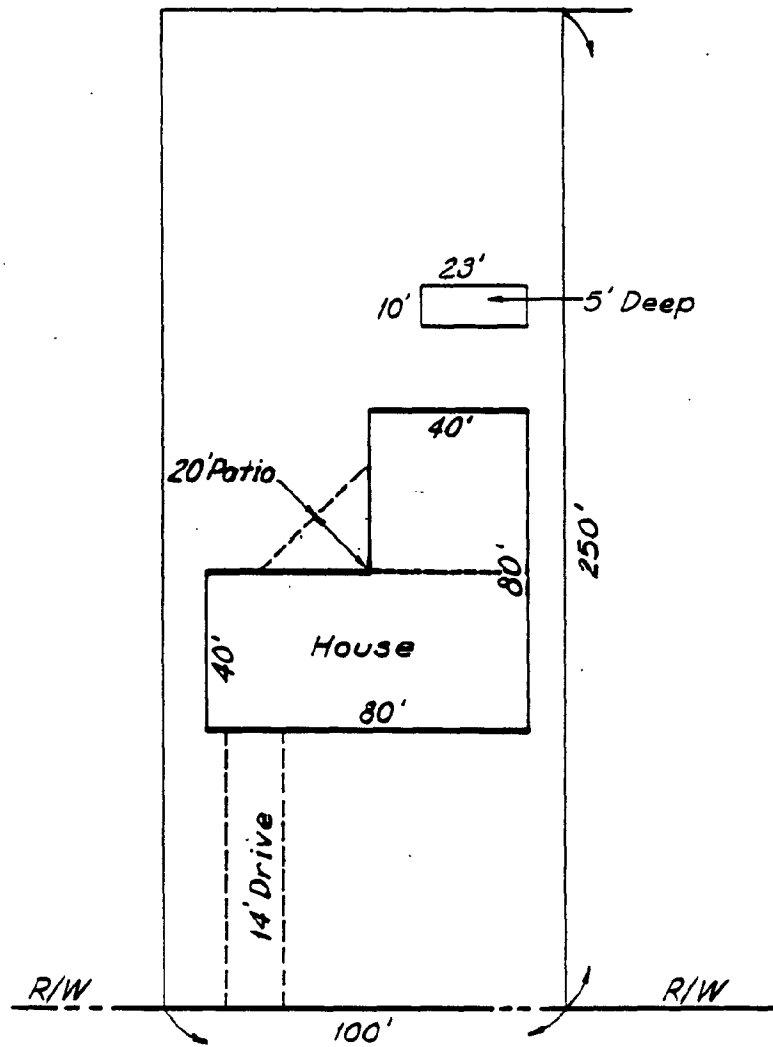 23'
10'
5' Deep
40'
20' Patio
250'
80'
40'
House
80'
14' Drive
R/W
R/W
100'